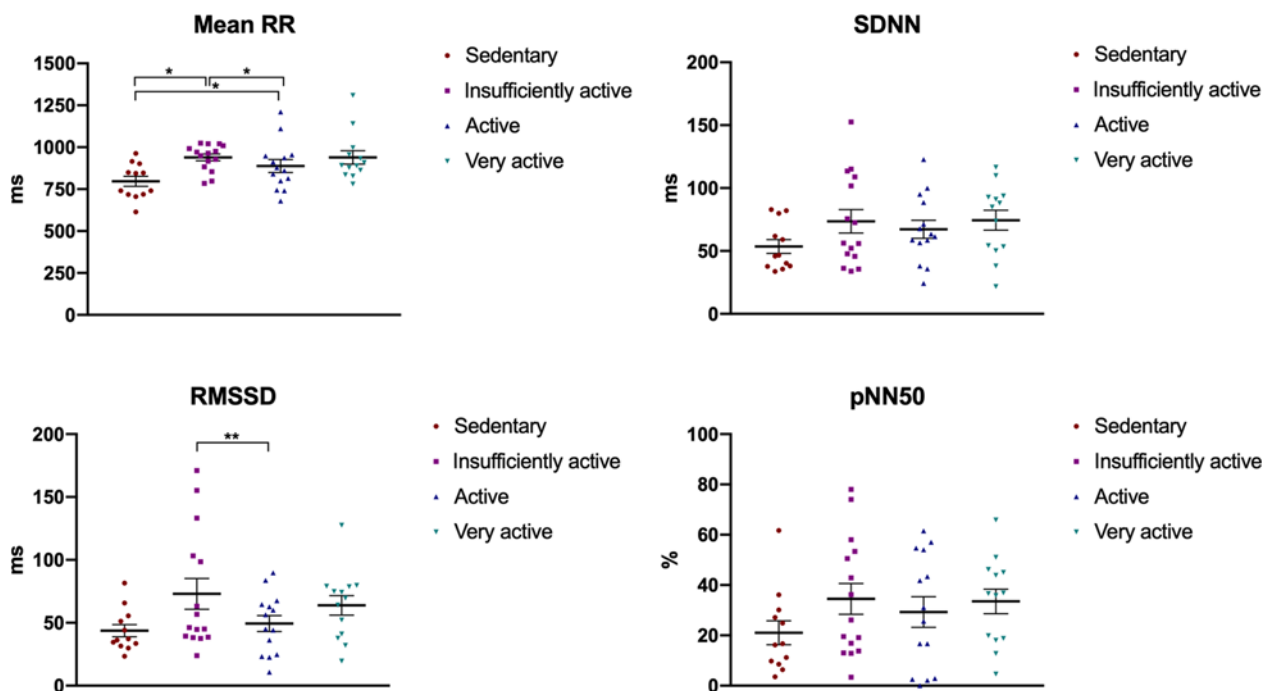 Mean RR
1500
1250
1000
750
500
250
0
ms
*
*
*
Sedentary
Insufficiently active
Active
Very active
SDNN
200
150
100
50
0
ms
Sedentary
Insufficiently active
Active
Very active
RMSSD
200
150
100
50
0
ms
**
Sedentary
Insufficiently active
Active
Very active
pNN50
100
80
60
40
20
0
%
Sedentary
Insufficiently active
Active
Very active